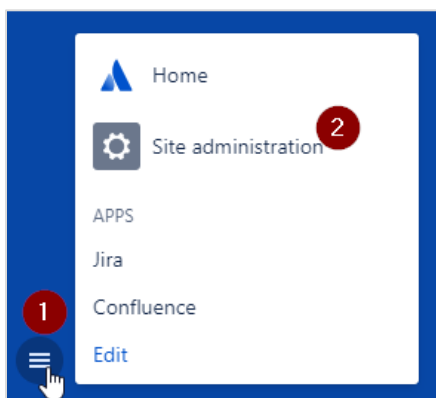 Home
Site administration
2
APPS
Jira
1
Confluence
Edit